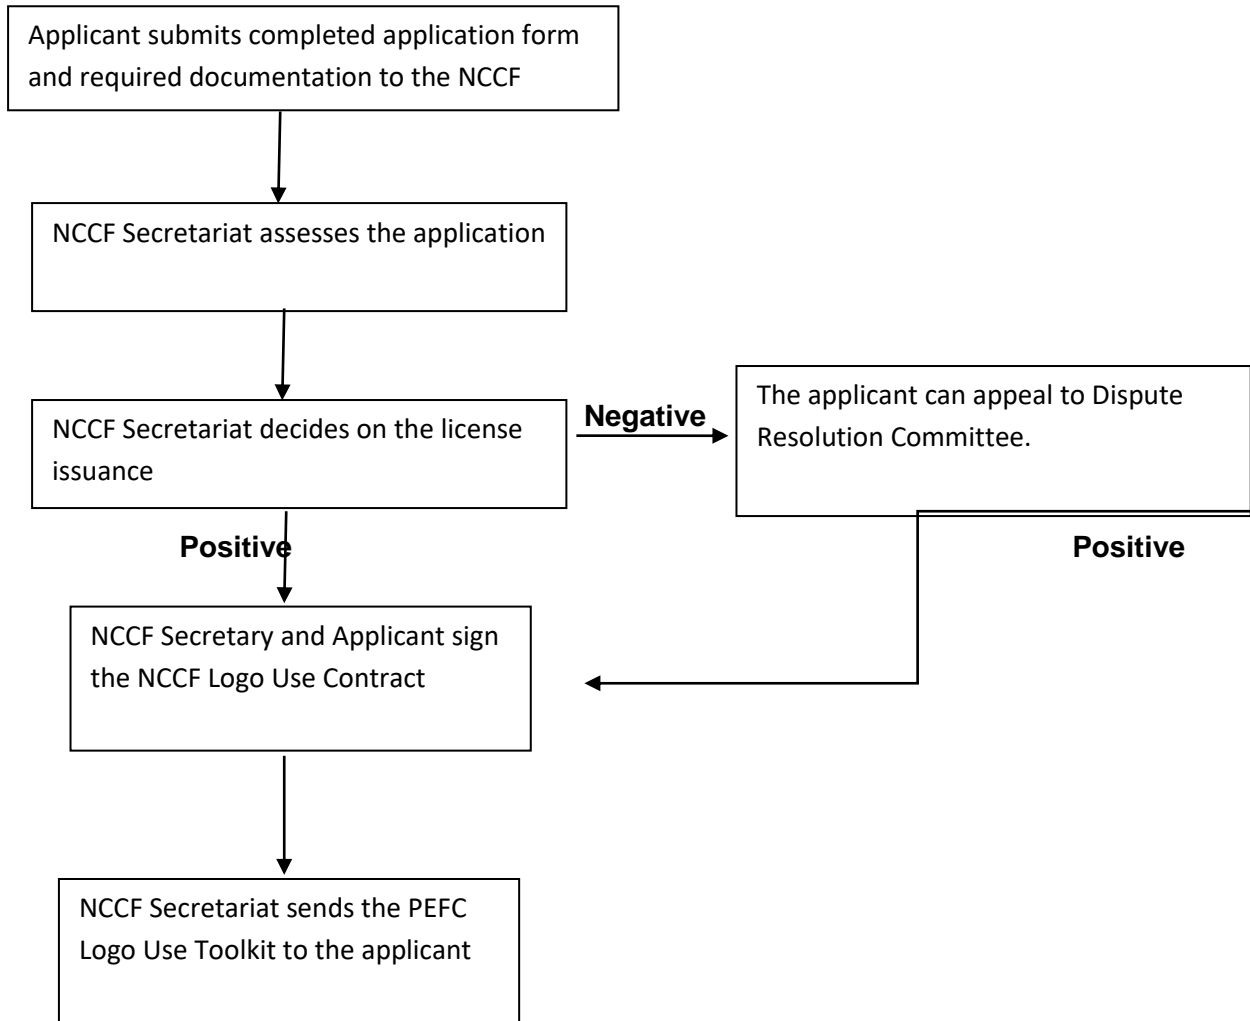 Applicant submits completed application form
and required documentation to the NCCF
NCCF Secretariat assesses the application
NCCF Secretariat decides on the license
issuance
Negative
The applicant can appeal to Dispute
Resolution Committee.
Positive
Positive
NCCF Secretary and Applicant sign
the NCCF Logo Use Contract
NCCF Secretariat sends the PEFC
Logo Use Toolkit to the applicant